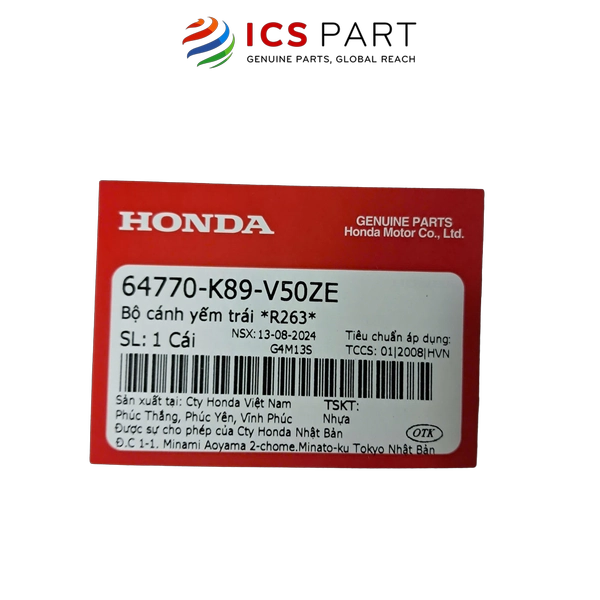 ICS PART
GENUINE PARTS, GLOBAL REACH
HONDA
GENUINE PARTS
Honda Motor Co., Ltd.
64770-K89-V50ZE
Bộ cánh yếm trái *R263*
SL: 1 Cái
NSX: 13-08-2024
G4M13S
Tiêu chuẩn áp dụng:
TCCS: 01|2008|HVN
Sản xuất tại: Cty Honda Việt Nam
Phúc Thắng, Phúc Yên, Vĩnh Phúc
TSKT:
Nhựa
Được sự cho phép của Cty Honda Nhật Bản
Đ.C 1-1. Minami Aoyama 2-chome.Minato-ku Tokyo Nhật Bản
OTK